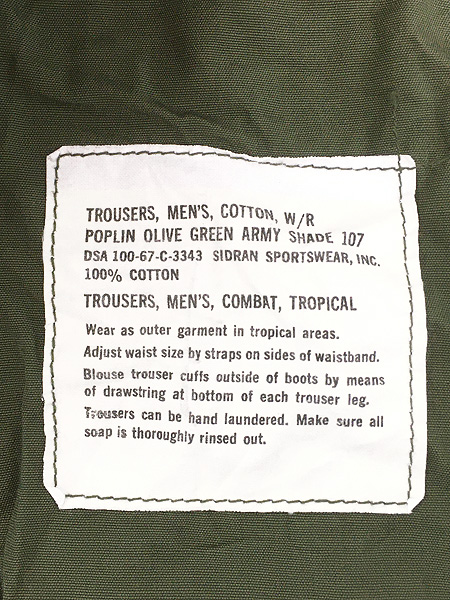 TROUSERS, MEN'S, COTTON, W/R
POPLIN OLIVE GREEN ARMY SHADE 107
DSA 100-67-C-3343 SIDRAN SPORTSWEAR, INC.
100% COTTON
TROUSERS, MEN'S, COMBAT, TROPICAL
Wear as outer garment in tropical areas.
Adjust waist size by straps on sides of waistband.
Blouse trouser cuffs outside of boots by means
of drawstring at bottom of each trouser leg.
Trousers can be hand laundered. Make sure all
soap is thoroughly rinsed out.